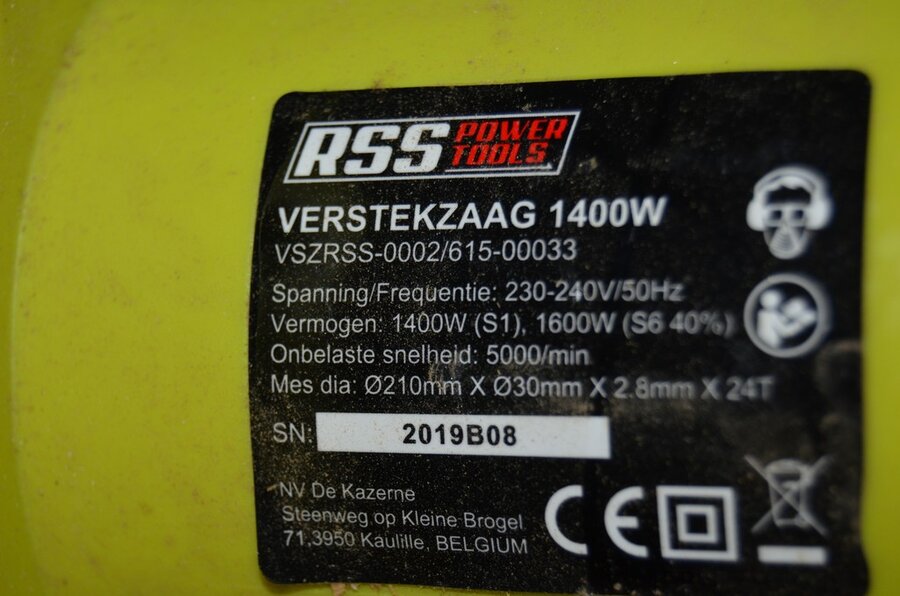 RSS POWER TOOLS
VERSTEKZAAG 1400W
VSZRSS-0002/615-00033
Spanning/Frequentie: 230-240V/50Hz
Vermogen: 1400W (S1), 1600W (S6 40%)
Onbelaste snelheid: 5000/min
Mes dia: Ø210mm X Ø30mm X 2.8mm X 24T
SN: 2019B08
NV De Kazerne
Steenweg op Kleine Brogel
71,3950 Kaulille, BELGIUM
CE